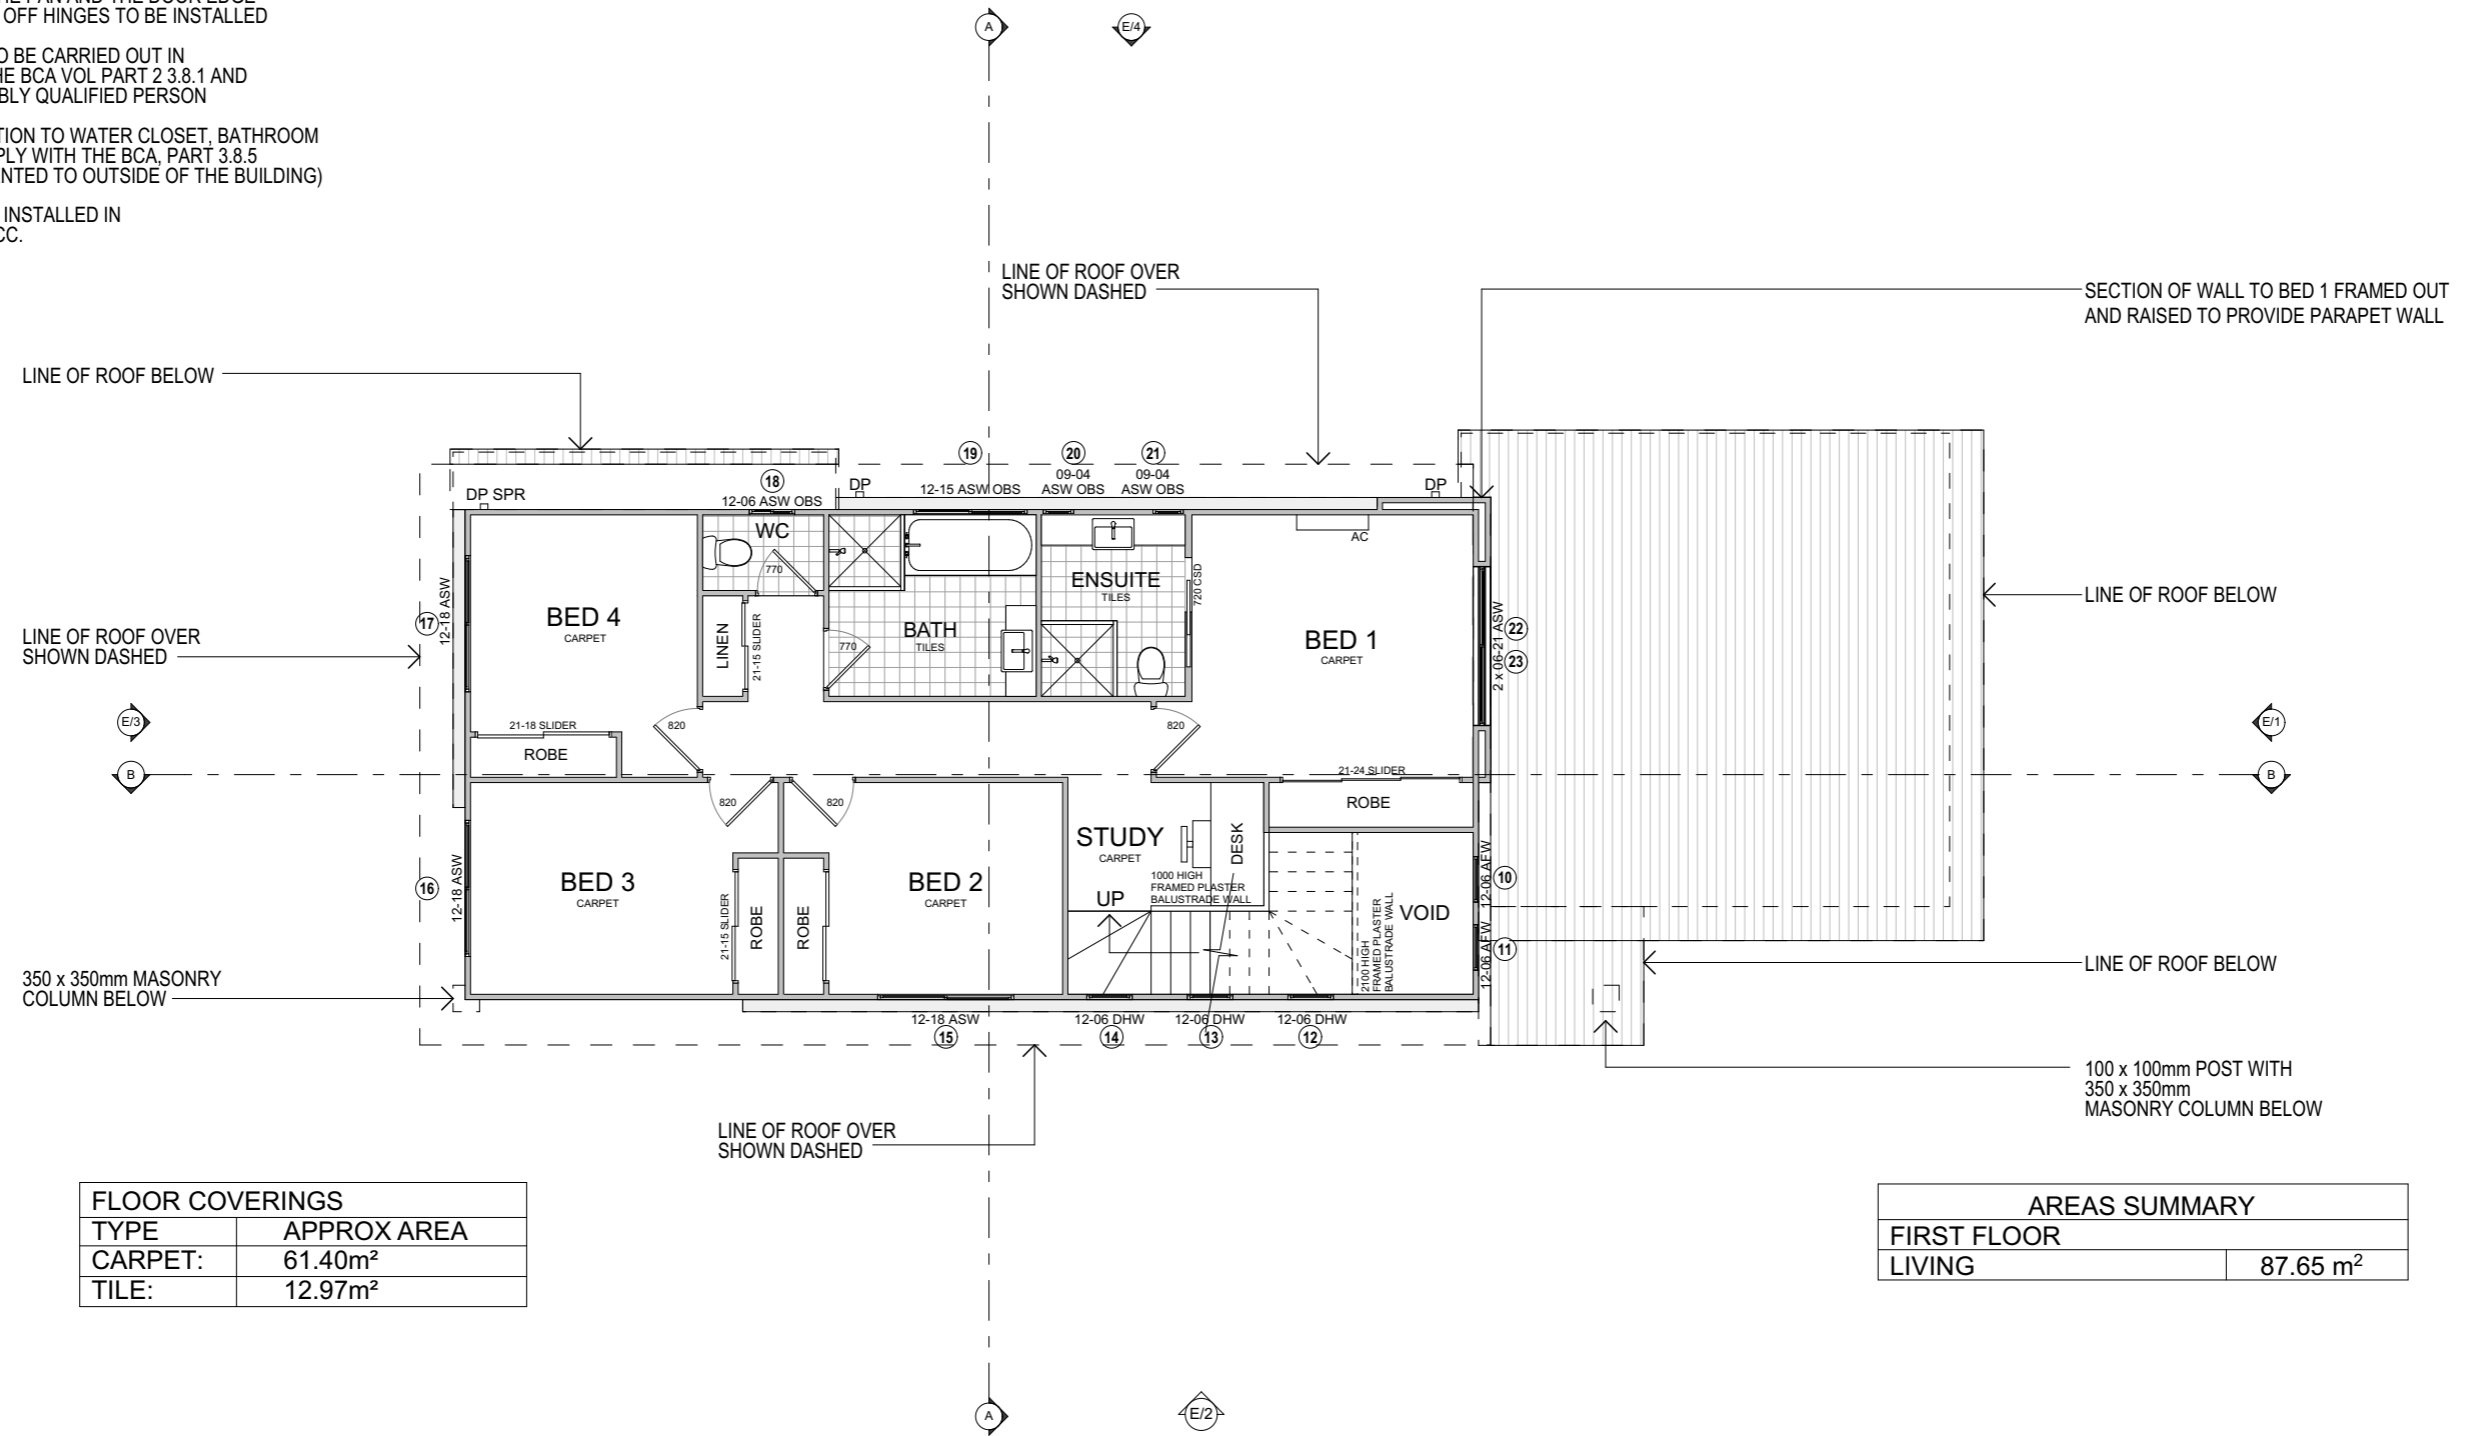 OFF HINGES TO BE INSTALLED
BE CARRIED OUT IN
BCA VOL PART 2 3.8.1 AND
QUALIFIED PERSON
TO WATER CLOSET, BATHROOM
WITH THE BCA, PART 3.8.5
TO OUTSIDE OF THE BUILDING)
INSTALLED IN
A
E/4
LINE OF ROOF OVER
SHOWN DASHED
SECTION OF WALL TO BED 1 FRAMED OUT
AND RAISED TO PROVIDE PARAPET WALL
LINE OF ROOF BELOW
DP SPR
18
12-06 ASW OBS
DP
19
12-15 ASW OBS
20
09-04
ASW OBS
21
09-04
ASW OBS
DP
WC
770
AC
BED 4
CARPET
17
12-18 ASW
LINEN
21-15 SLIDER
BATH
TILES
770
ENSUITE
TILES
720 CSD
BED 1
CARPET
2 x 06-21 ASW
22
23
LINE OF ROOF BELOW
LINE OF ROOF OVER
SHOWN DASHED
E/3
E/1
21-18 SLIDER
ROBE
820
820
B
B
21-24 SLIDER
ROBE
820
820
STUDY
CARPET
DESK
1000 HIGH
FRAMED PLASTER
BALUSTRADE WALL
UP
BED 3
CARPET
16
12-18 ASW
21-15 SLIDER
ROBE
ROBE
BED 2
CARPET
2100 HIGH
FRAMED PLASTER
BALUSTRADE WALL
VOID
12-06 AFW
10
12-06 AFW
11
LINE OF ROOF BELOW
350 x 350mm MASONRY
COLUMN BELOW
12-18 ASW
15
12-06 DHW
14
12-06 DHW
13
12-06 DHW
12
100 x 100mm POST WITH
350 x 350mm
MASONRY COLUMN BELOW
LINE OF ROOF OVER
SHOWN DASHED
FLOOR COVERINGS
TYPE APPROX AREA
CARPET: 61.40m²
TILE: 12.97m²
AREAS SUMMARY
FIRST FLOOR
LIVING 87.65 m²
A
E/2